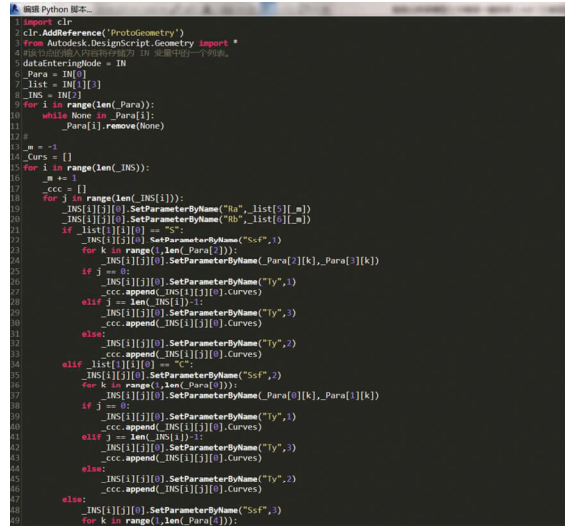 编辑 Python 脚本...
1 import clr
2 clr.AddReference('ProtoGeometry')
3 from Autodesk.DesignScript.Geometry import *
4 #该节点的输入内容将存储为 IN 变量中的一个列表。
5 dataEnteringNode = IN
6 _Para = IN[0]
7 _list = IN[1][3]
8 _INS = IN[2]
9 for i in range(len(_Para)):
10 while None in _Para[i]:
11 _Para[i].remove(None)
12 #
13 _m = -1
14 _Curs = []
15 for i in range(len(_INS)):
16 _m += 1
17 _ccc = []
18 for j in range(len(_INS[i])):
19 _INS[i][j][0].SetParameterByName("Ra",_list[5][_m])
20 _INS[i][j][0].SetParameterByName("Rb",_list[6][_m])
21 if _list[1][i][0] == "S":
22 _INS[i][j][0].SetParameterByName("Ssf",1)
23 for k in range(1,len(_Para[2])):
24 _INS[i][j][0].SetParameterByName(_Para[2][k],_Para[3][k])
25 if j == 0:
26 _INS[i][j][0].SetParameterByName("Ty",1)
27 _ccc.append(_INS[i][j][0].Curves)
28 elif j == len(_INS[i])-1:
29 _INS[i][j][0].SetParameterByName("Ty",3)
30 _ccc.append(_INS[i][j][0].Curves)
31 else:
32 _INS[i][j][0].SetParameterByName("Ty",2)
33 _ccc.append(_INS[i][j][0].Curves)
34 elif _list[1][i][0] == "C":
35 _INS[i][j][0].SetParameterByName("Ssf",2)
36 for k in range(1,len(_Para[0])):
37 _INS[i][j][0].SetParameterByName(_Para[0][k],_Para[1][k])
38 if j == 0:
39 _INS[i][j][0].SetParameterByName("Ty",1)
40 _ccc.append(_INS[i][j][0].Curves)
41 elif j == len(_INS[i])-1:
42 _INS[i][j][0].SetParameterByName("Ty",3)
43 _ccc.append(_INS[i][j][0].Curves)
44 else:
45 _INS[i][j][0].SetParameterByName("Ty",2)
46 _ccc.append(_INS[i][j][0].Curves)
47 else:
48 _INS[i][j][0].SetParameterByName("Ssf",3)
49 for k in range(1,len(_Para[4])):